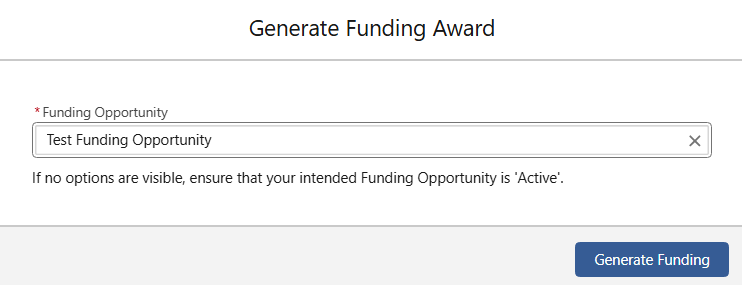 Generate Funding Award
* Funding Opportunity
Test Funding Opportunity
If no options are visible, ensure that your intended Funding Opportunity is 'Active'.
Generate Funding